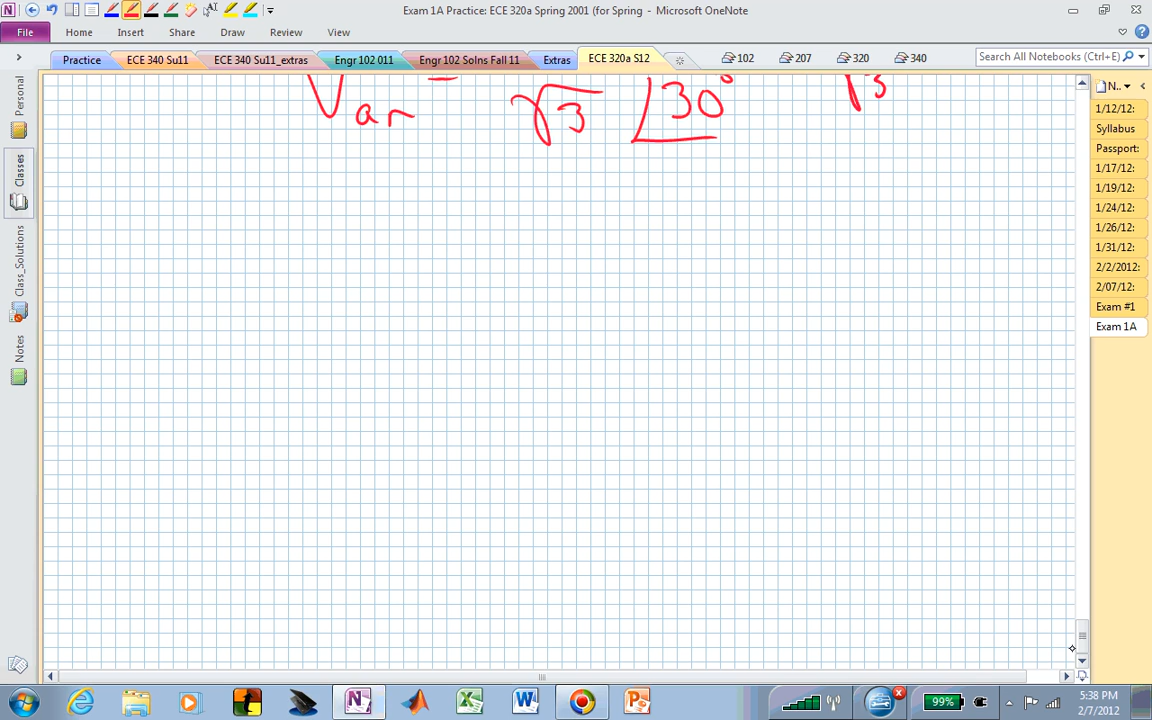 Exam 1A Practice: ECE 320a Spring 2001 (for Spring - Microsoft OneNote
File Home Insert Share Draw Review View
Practice ECE 340 Su11 ECE 340 Su11_extras Engr 102 011 Engr 102 Solns Fall 11 Extras ECE 320a S12 102 207 320 340 Search All Notebooks (Ctrl+E)
N..
Personal
Classes
Class_Solutions
Notes
V an = √3 ∠30° √3
1/12/12:
Syllabus
Passport:
1/17/12:
1/19/12:
1/24/12:
1/26/12:
1/31/12:
2/2/2012:
2/07/12:
Exam #1
Exam 1A
99%
5:38 PM
2/7/2012